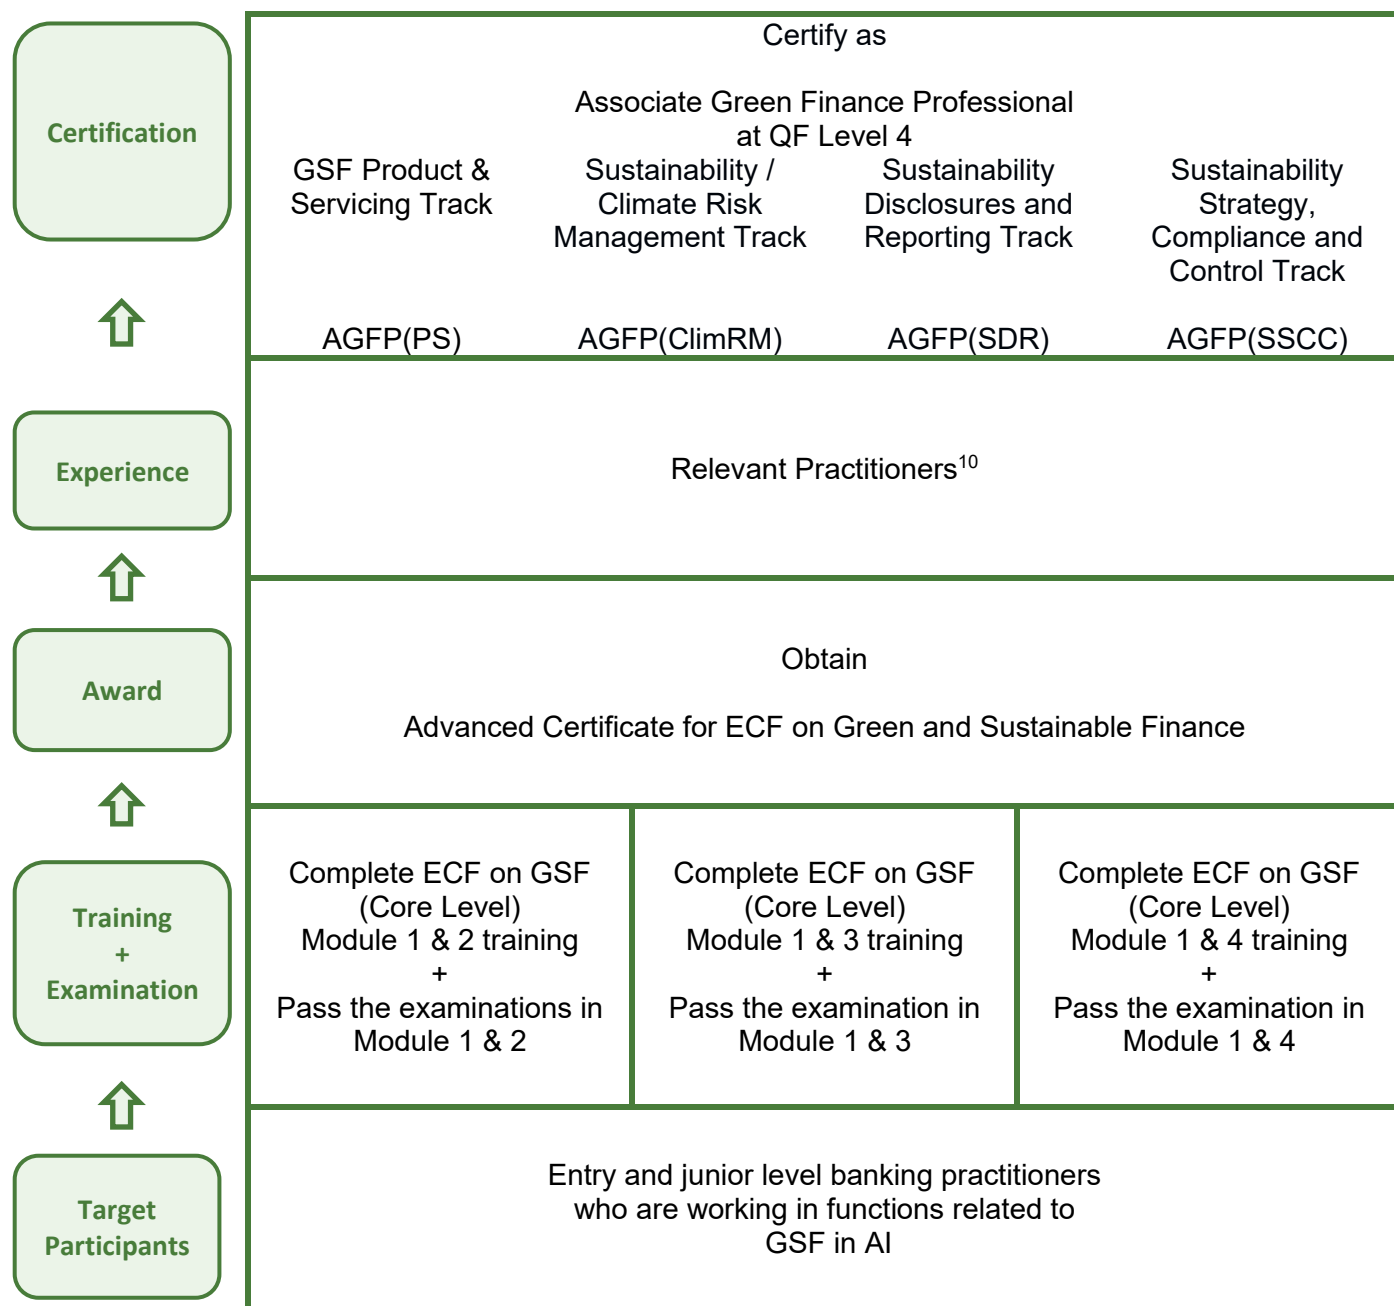 Certification
Certify as
Associate Green Finance Professional
at QF Level 4
GSF Product &
Servicing Track
Sustainability /
Climate Risk
Management Track
Sustainability
Disclosures and
Reporting Track
Sustainability
Strategy,
Compliance and
Control Track
AGFP(PS)
AGFP(ClimRM)
AGFP(SDR)
AGFP(SSCC)
Experience
Relevant Practitioners10
Award
Obtain
Advanced Certificate for ECF on Green and Sustainable Finance
Training
+
Examination
Complete ECF on GSF
(Core Level)
Module 1 & 2 training
+
Pass the examinations in
Module 1 & 2
Complete ECF on GSF
(Core Level)
Module 1 & 3 training
+
Pass the examination in
Module 1 & 3
Complete ECF on GSF
(Core Level)
Module 1 & 4 training
+
Pass the examination in
Module 1 & 4
Target
Participants
Entry and junior level banking practitioners
who are working in functions related to
GSF in AI